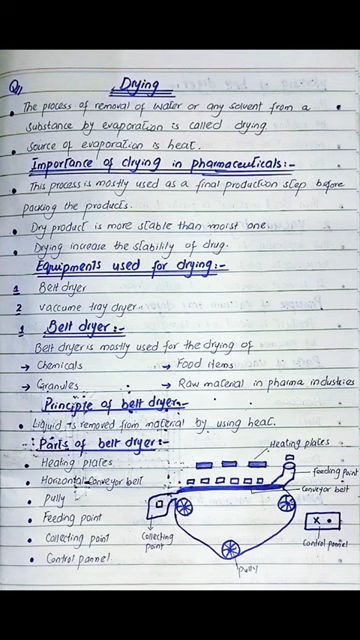 Q1 Drying
• The process of removal of water or any solvent from a
substance by evaporation is called drying
• Source of evaporation is heat.
Importance of drying in pharmaceuticals:-
• This process is mostly used as a final production step before
packing the products.
• Dry product is more stable than moist one.
• Drying increase the stability of drug.
Equipments used for drying:-
1 Belt dryer
2 vaccume tray dryer.
1 Belt dryer:-
Belt dryer is mostly used for the drying of
→ Chemicals → Food items
→ Granules → Raw material in pharma industries
Principle of belt dryer:-
• Liquid is removed from material by using heat.
Parts of belt dryer:-
• Heating plates
• Horizontal conveyor belt
• Pully
• Feeding point
• Collecting point
• Control pannel
Heating plates
feeding point
Conveyor belt
Collecting
point
x •
Control pannel
Pully